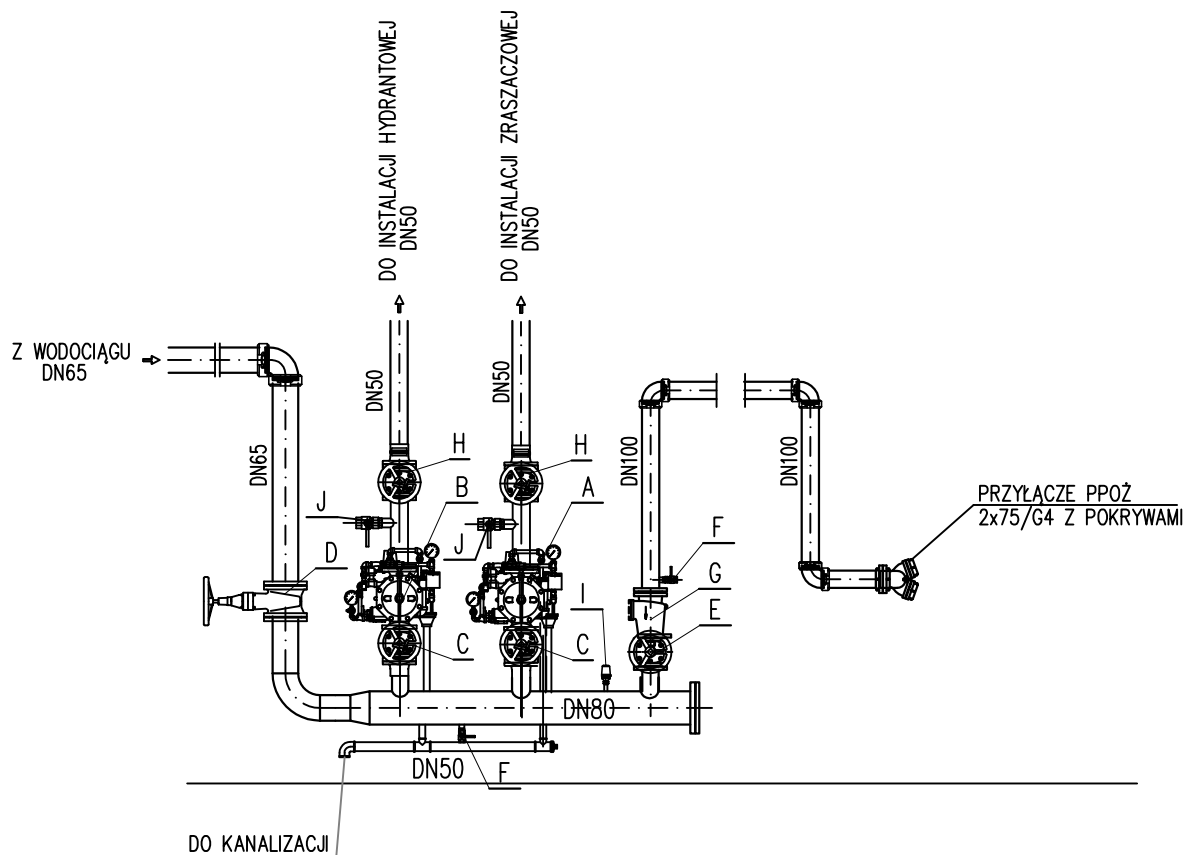 DO INSTALACJI HYDRANTOWEJ
DN50
DO INSTALACJI ZRASZACZOWEJ
DN50
Z WODOCIĄGU
DN65
DN50
DN50
DN65
DN100
DN100
H
H
B
A
J
J
D
F
G
I
E
C
C
PRZYŁĄCZE PPOŻ
2x75/G4 Z POKRYWAMI
DN80
DN50
F
DO KANALIZACJI